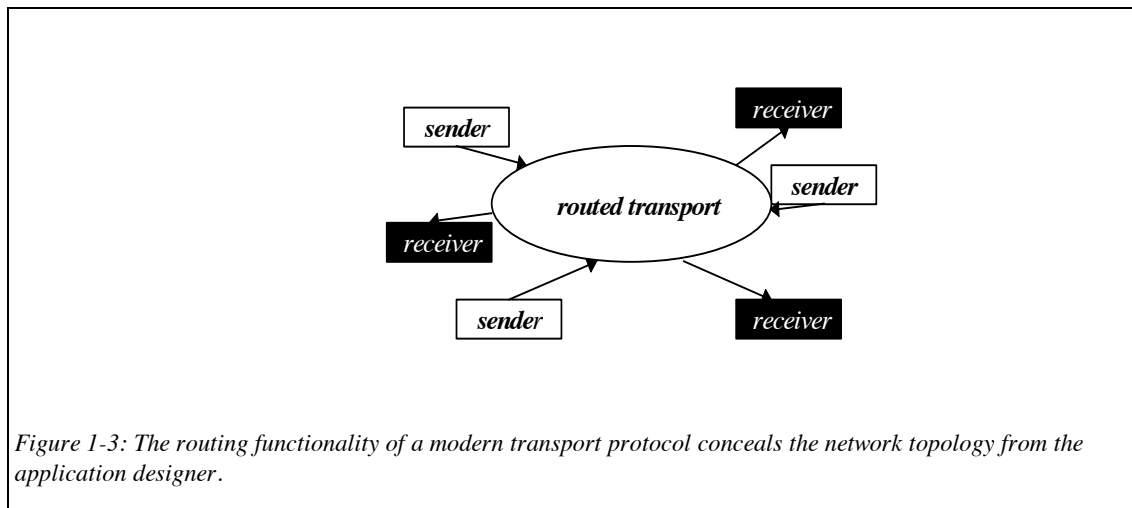 receiver
sender
sender
routed transport
receiver
sender
receiver
Figure 1-3: The routing functionality of a modern transport protocol conceals the network topology from the
application designer.